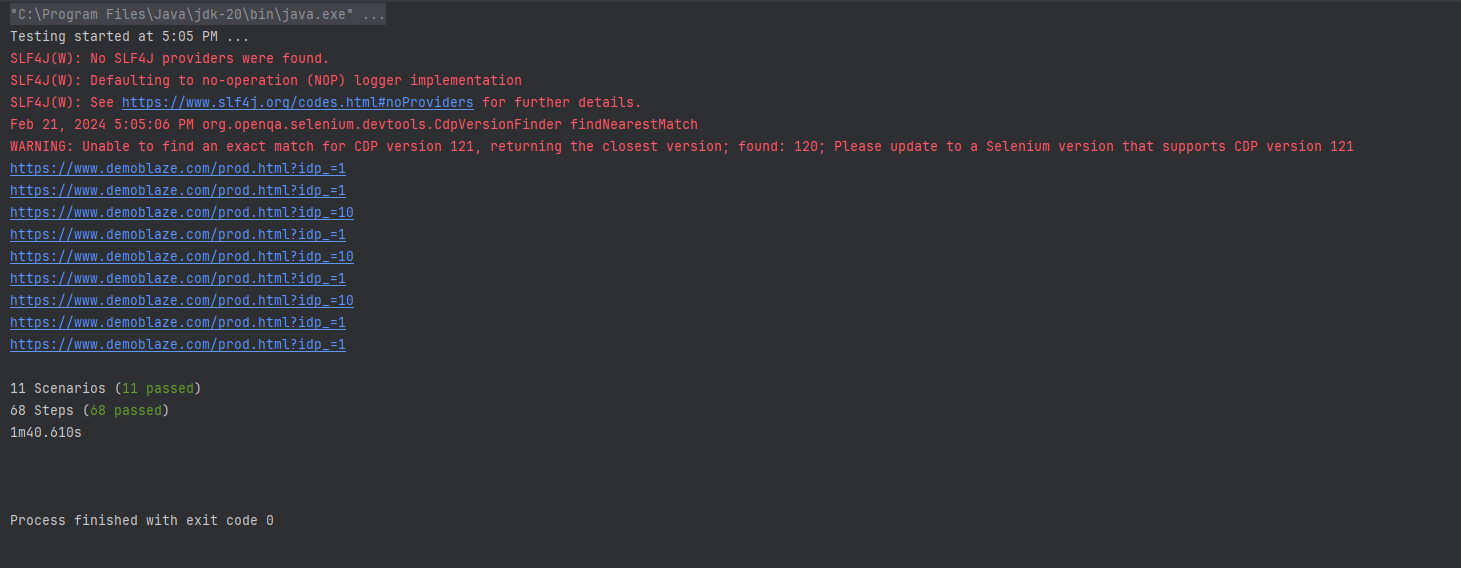 "C:\Program Files\Java\jdk-20\bin\java.exe" ...
Testing started at 5:05 PM ...
SLF4J(W): No SLF4J providers were found.
SLF4J(W): Defaulting to no-operation (NOP) logger implementation
SLF4J(W): See https://www.slf4j.org/codes.html#noProviders for further details.
Feb 21, 2024 5:05:06 PM org.openqa.selenium.devtools.CdpVersionFinder findNearestMatch
WARNING: Unable to find an exact match for CDP version 121, returning the closest version; found: 120; Please update to a Selenium version that supports CDP version 121
https://www.demoblaze.com/prod.html?idp_=1
https://www.demoblaze.com/prod.html?idp_=1
https://www.demoblaze.com/prod.html?idp_=10
https://www.demoblaze.com/prod.html?idp_=1
https://www.demoblaze.com/prod.html?idp_=10
https://www.demoblaze.com/prod.html?idp_=1
https://www.demoblaze.com/prod.html?idp_=10
https://www.demoblaze.com/prod.html?idp_=1
https://www.demoblaze.com/prod.html?idp_=1
11 Scenarios (11 passed)
68 Steps (68 passed)
1m40.610s
Process finished with exit code 0